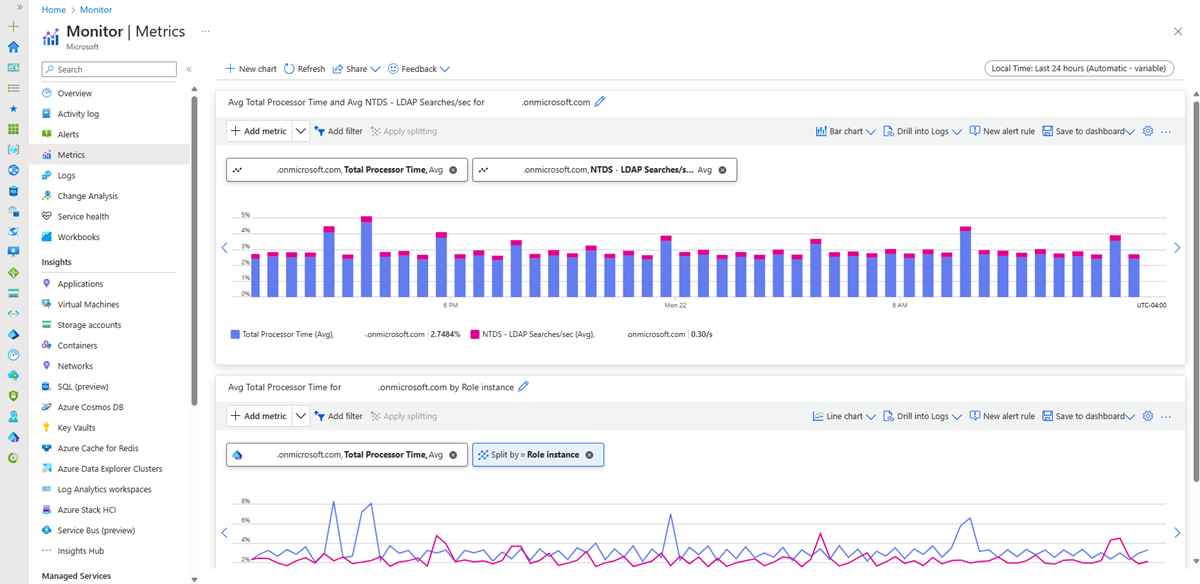 Home > Monitor
Monitor | Metrics ...
Microsoft
Search
Overview
Activity log
Alerts
Metrics
Logs
Change Analysis
Service health
Workbooks
Insights
Applications
Virtual Machines
Storage accounts
Containers
Networks
SQL (preview)
Azure Cosmos DB
Key Vaults
Azure Cache for Redis
Azure Data Explorer Clusters
Log Analytics workspaces
Azure Stack HCI
Service Bus (preview)
Insights Hub
Managed Services
New chart Refresh Share Feedback
Local Time: Last 24 hours (Automatic - variable)
Avg Total Processor Time and Avg NTDS - LDAP Searches/sec for .onmicrosoft.com
Add metric Add filter Apply splitting Bar chart Drill into Logs New alert rule Save to dashboard ...
.onmicrosoft.com, Total Processor Time, Avg
.onmicrosoft.com, NTDS - LDAP Searches/s... Avg
5%
4%
3%
2%
1%
0%
6 PM Mon 22 6 AM UTC-04:00
Total Processor Time (Avg), .onmicrosoft.com | 2.7484% NTDS - LDAP Searches/sec (Avg), .onmicrosoft.com | 0.30/s
Avg Total Processor Time for .onmicrosoft.com by Role instance
Add metric Add filter Apply splitting Line chart Drill into Logs New alert rule Save to dashboard ...
.onmicrosoft.com, Total Processor Time, Avg
Split by = Role instance
8%
6%
4%
2%